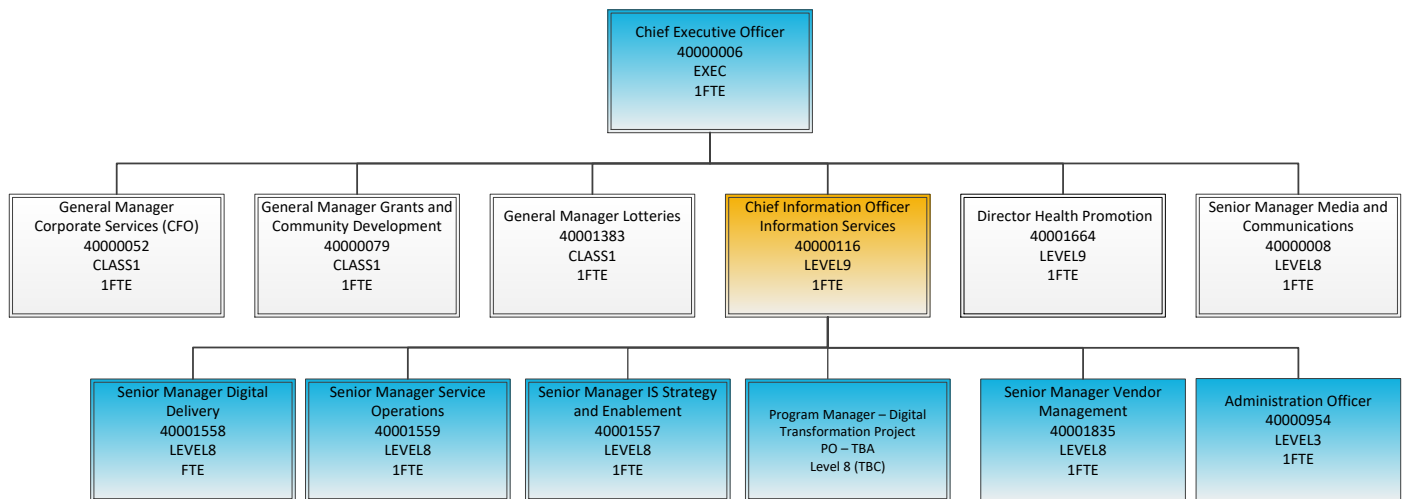 Chief Executive Officer
40000006
EXEC
1FTE
General Manager
Corporate Services (CFO)
40000052
CLASS1
1FTE
General Manager Grants and
Community Development
40000079
CLASS1
1FTE
General Manager Lotteries
40001383
CLASS1
1FTE
Chief Information Officer
Information Services
40000116
LEVEL9
1FTE
Director Health Promotion
40001664
LEVEL9
1FTE
Senior Manager Media and
Communications
40000008
LEVEL8
1FTE
Senior Manager Digital
Delivery
40001558
LEVEL8
FTE
Senior Manager Service
Operations
40001559
LEVEL8
1FTE
Senior Manager IS Strategy
and Enablement
40001557
LEVEL8
1FTE
Program Manager – Digital
Transformation Project
PO – TBA
Level 8 (TBC)
Senior Manager Vendor
Management
40001835
LEVEL8
1FTE
Administration Officer
40000954
LEVEL3
1FTE